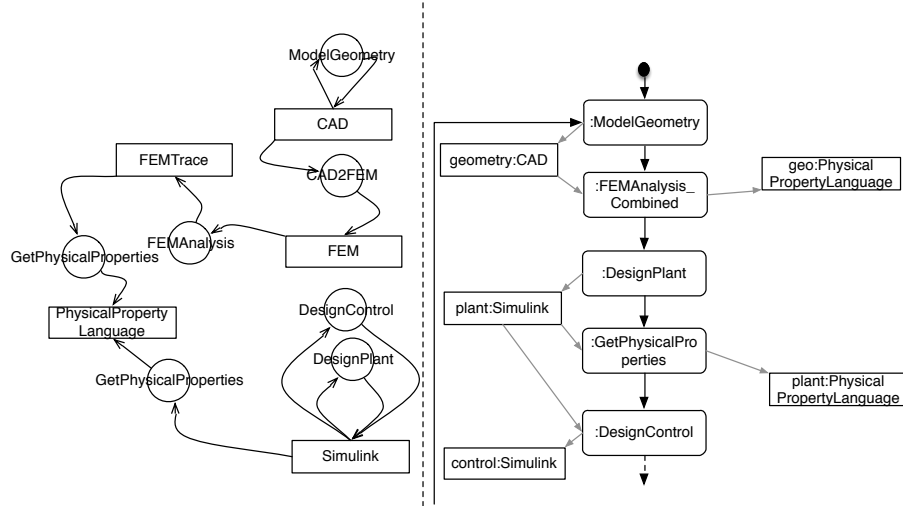 ModelGeometry
CAD
FEMTrace
CAD2FEM
FEMAnalysis
GetPhysicalProperties
FEM
PhysicalProperty
Language
DesignControl
DesignPlant
GetPhysicalProperties
Simulink
:ModelGeometry
geometry:CAD
:FEMAnalysis_
Combined
geo:Physical
PropertyLanguage
:DesignPlant
plant:Simulink
:GetPhysicalPro
perties
plant:Physical
PropertyLanguage
:DesignControl
control:Simulink